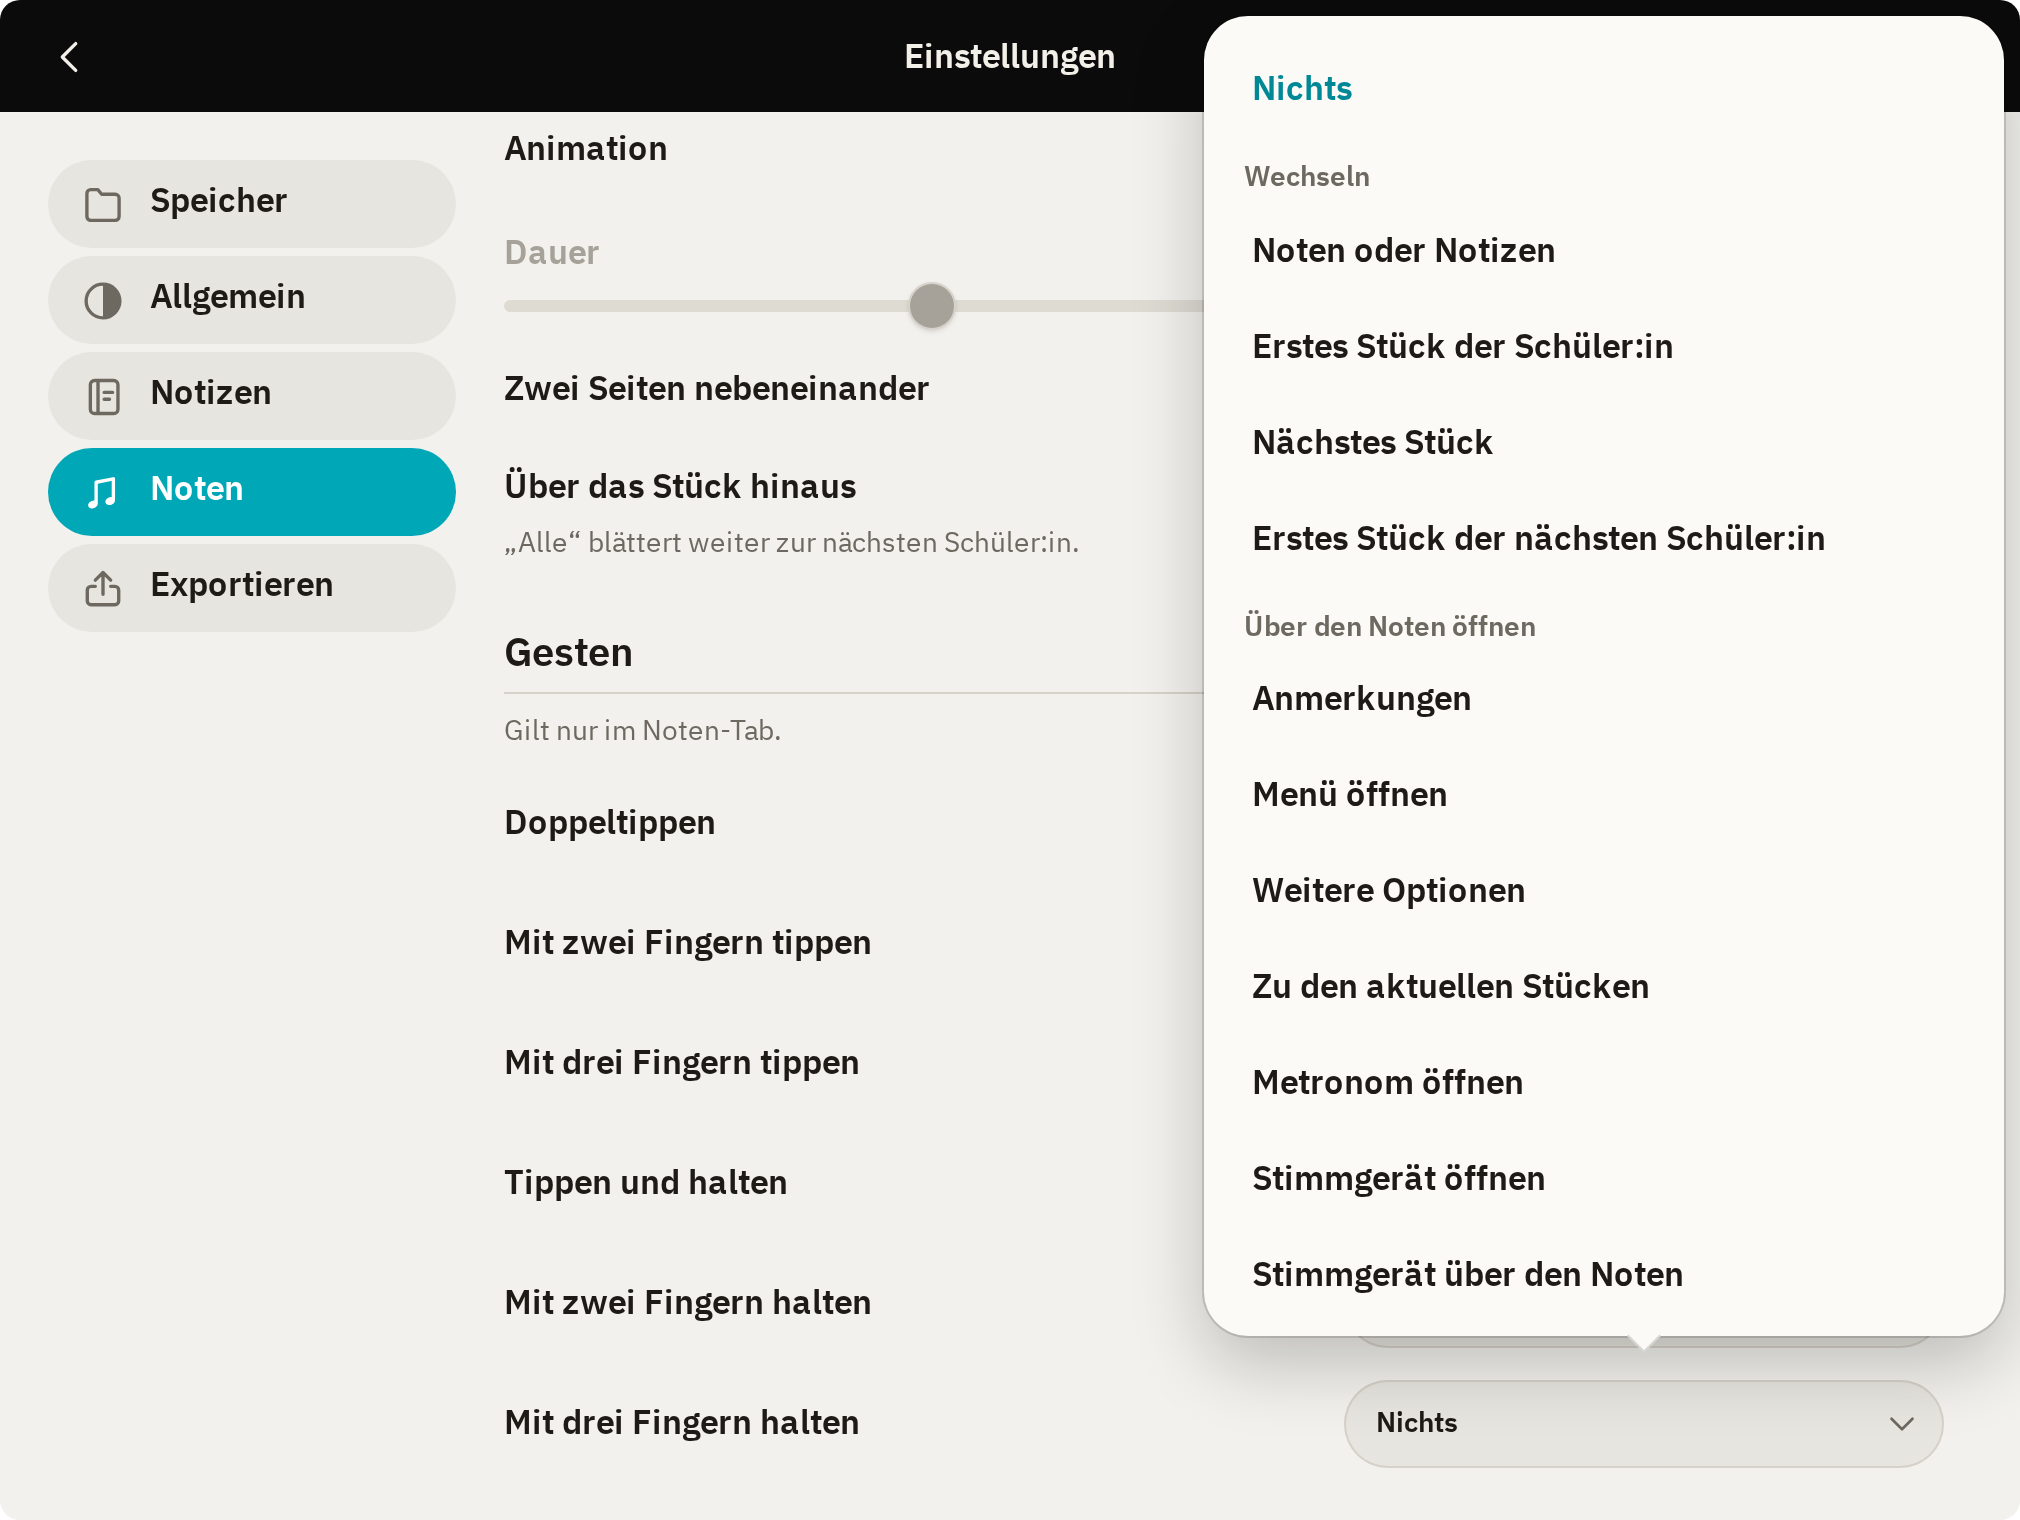 Einstellungen
Speicher
Allgemein
Notizen
Noten
Exportieren
Animation
Dauer
Zwei Seiten nebeneinander
Über das Stück hinaus
„Alle“ blättert weiter zur nächsten Schüler:in.
Gesten
Gilt nur im Noten-Tab.
Doppeltippen
Mit zwei Fingern tippen
Mit drei Fingern tippen
Tippen und halten
Mit zwei Fingern halten
Mit drei Fingern halten
Nichts
Nichts
Wechseln
Noten oder Notizen
Erstes Stück der Schüler:in
Nächstes Stück
Erstes Stück der nächsten Schüler:in
Über den Noten öffnen
Anmerkungen
Menü öffnen
Weitere Optionen
Zu den aktuellen Stücken
Metronom öffnen
Stimmgerät öffnen
Stimmgerät über den Noten